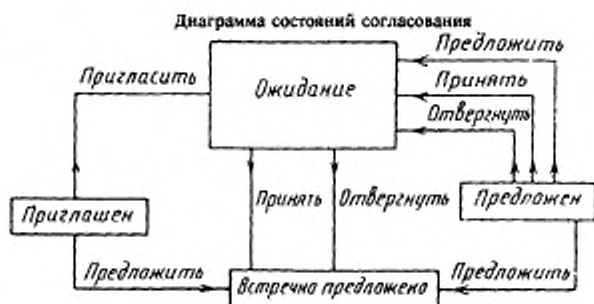 Диаграмма состояний согласования
Предложить
Пригласить
Принять
Ожидание
Отвергнуть
Принять
Отвергнуть
Приглашен
Предложен
Предложить
Встречно предложено
Предложить